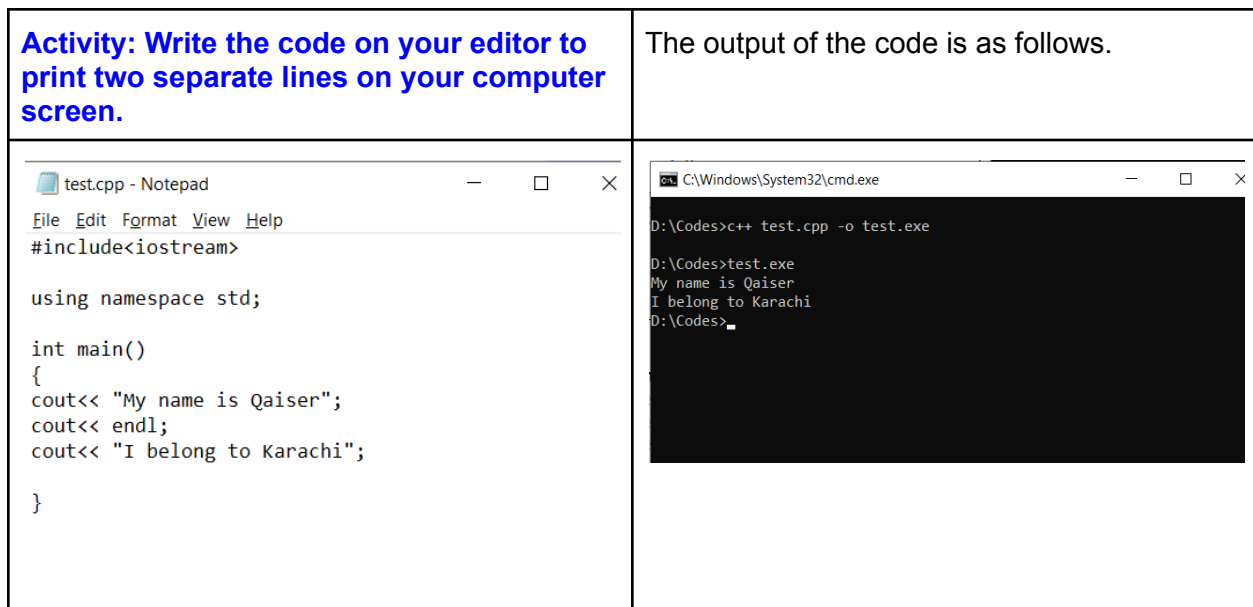 Activity: Write the code on your editor to
print two separate lines on your computer
screen.
The output of the code is as follows.
test.cpp - Notepad
File Edit Format View Help
#include<iostream>
using namespace std;
int main()
{
cout<< "My name is Qaiser";
cout<< endl;
cout<< "I belong to Karachi";
}
C:\Windows\System32\cmd.exe
D:\Codes>c++ test.cpp -o test.exe
D:\Codes>test.exe
My name is Qaiser
I belong to Karachi
D:\Codes>